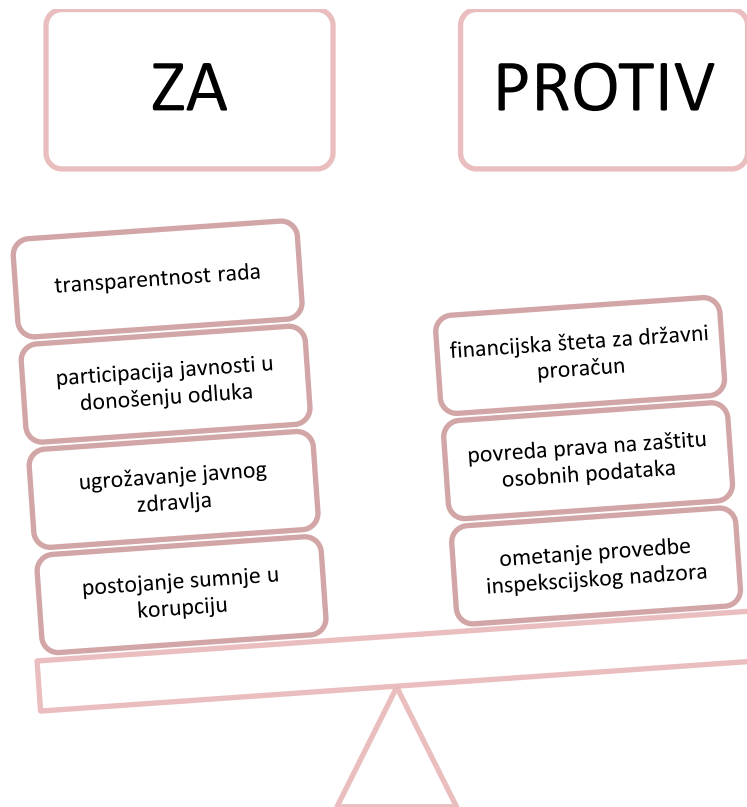 ZA
PROTIV
transparentnost rada
participacija javnosti u
donošenju odluka
ugrožavanje javnog
zdravlja
postojanje sumnje u
korupciju
financijska šteta za državni
proračun
povreda prava na zaštitu
osobnih podataka
ometanje provedbe
inspekscijskog nadzora